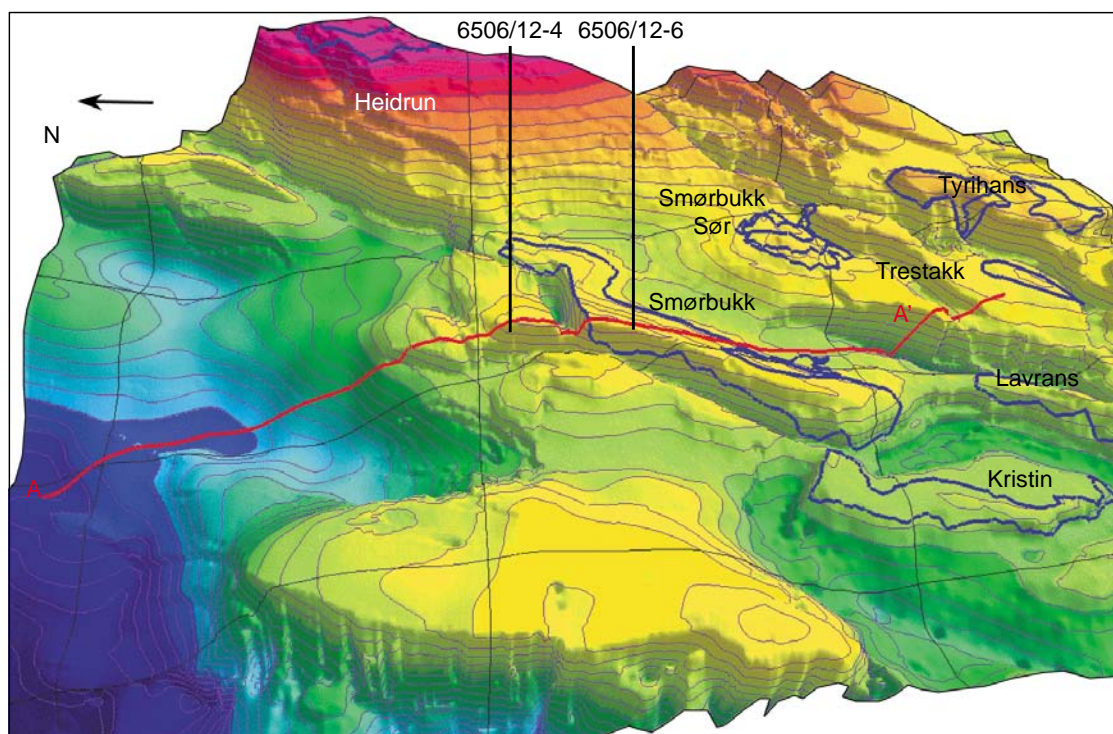 6506/12-4 6506/12-6
Heidrun
N
Tyrihans
Smørbukk
Sør
Trestakk
Smørbukk
A'
Lavrans
Kristin
A